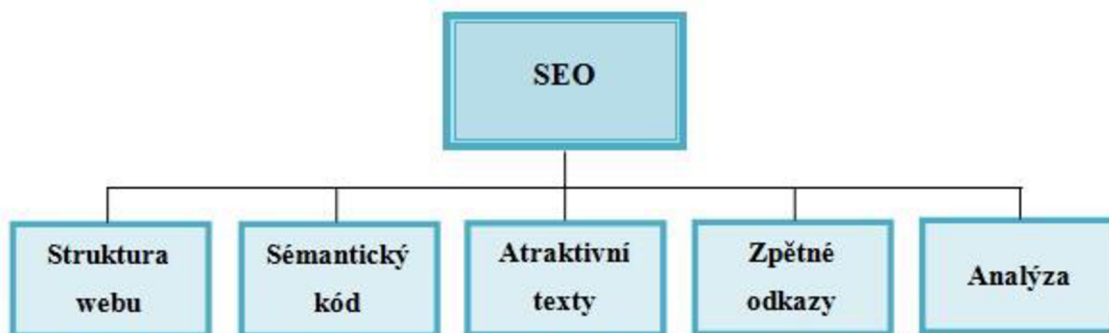 SEO
Struktura
webu
Sémantický
kód
Atraktivní
texty
Zpětné
odkazy
Analýza